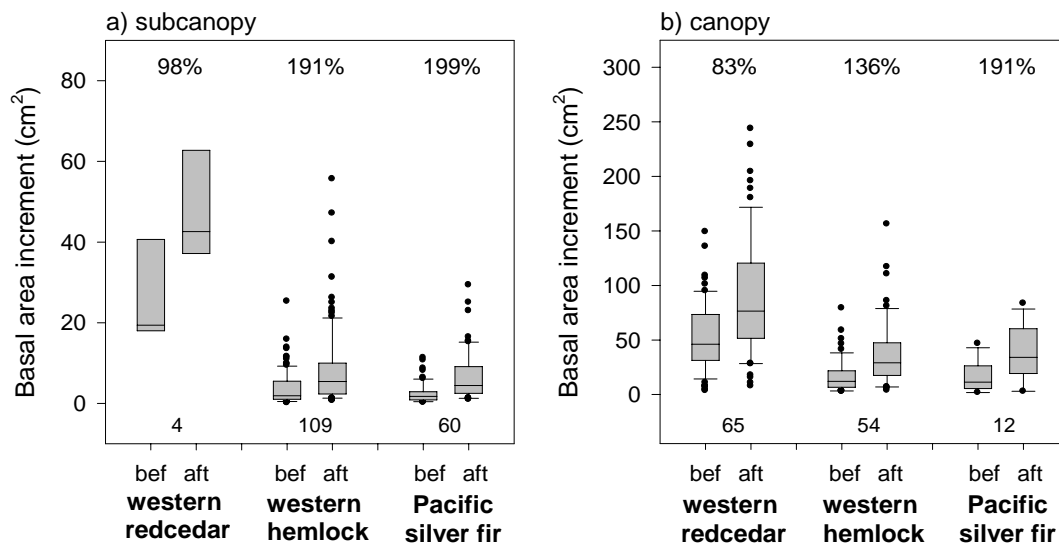 a) subcanopy
98% 191% 199%
80
60
40
20
0
Basal area increment (cm²)
4 109 60
bef aft bef aft bef aft
western redcedar
western hemlock
Pacific silver fir
b) canopy
83% 136% 191%
300
250
200
150
100
50
0
Basal area increment (cm²)
65 54 12
bef aft bef aft bef aft
western redcedar
western hemlock
Pacific silver fir